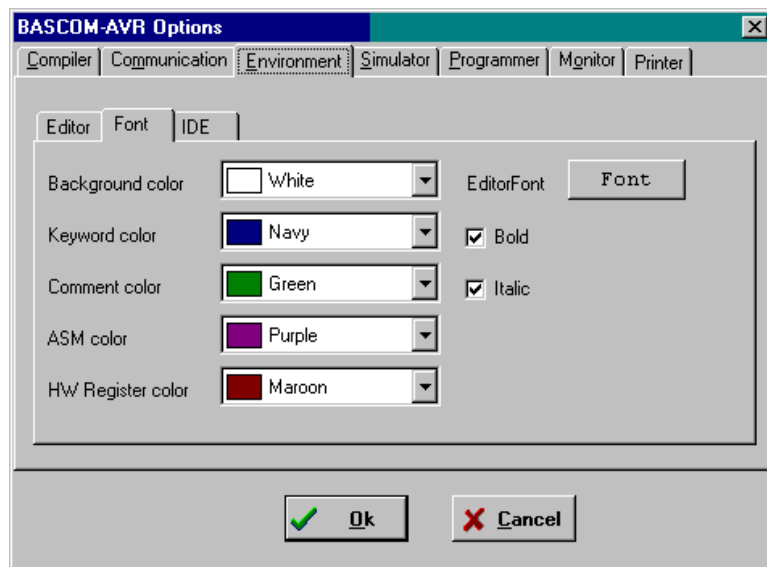 BASCOM-AVR Options
Compiler Communication Environment Simulator Programmer Monitor Printer
Editor Font IDE
Background color White EditorFont Font
Keyword color Navy Bold
Comment color Green Italic
ASM color Purple
HW Register color Maroon
Ok Cancel